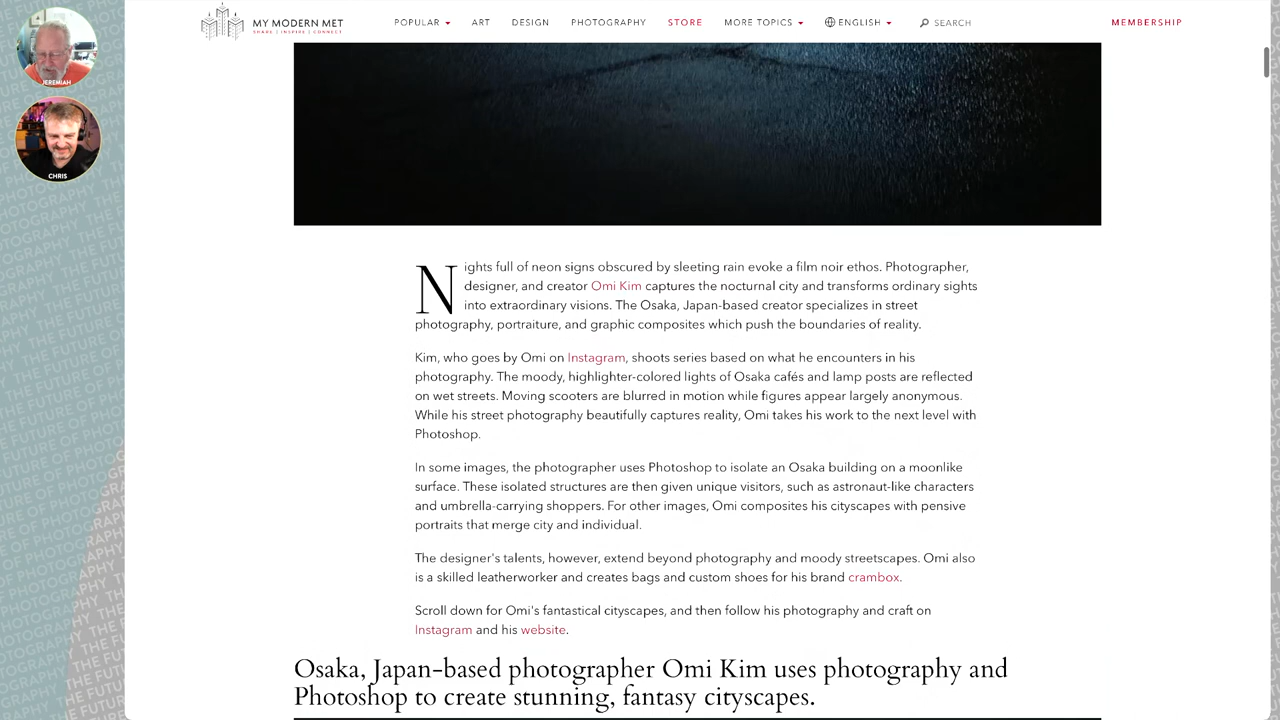 MY MODERN MET
SHARE | INSPIRE | CONNECT
POPULAR
ART
DESIGN
PHOTOGRAPHY
STORE
MORE TOPICS
ENGLISH
SEARCH
MEMBERSHIP
JEREMIAH
CHRIS
Nights full of neon signs obscured by sleeting rain evoke a film noir ethos. Photographer,
designer, and creator Omi Kim captures the nocturnal city and transforms ordinary sights
into extraordinary visions. The Osaka, Japan-based creator specializes in street
photography, portraiture, and graphic composites which push the boundaries of reality.
Kim, who goes by Omi on Instagram, shoots series based on what he encounters in his
photography. The moody, highlighter-colored lights of Osaka cafés and lamp posts are reflected
on wet streets. Moving scooters are blurred in motion while figures appear largely anonymous.
While his street photography beautifully captures reality, Omi takes his work to the next level with
Photoshop.
In some images, the photographer uses Photoshop to isolate an Osaka building on a moonlike
surface. These isolated structures are then given unique visitors, such as astronaut-like characters
and umbrella-carrying shoppers. For other images, Omi composites his cityscapes with pensive
portraits that merge city and individual.
The designer's talents, however, extend beyond photography and moody streetscapes. Omi also
is a skilled leatherworker and creates bags and custom shoes for his brand crambox.
Scroll down for Omi's fantastical cityscapes, and then follow his photography and craft on
Instagram and his website.
Osaka, Japan-based photographer Omi Kim uses photography and
Photoshop to create stunning, fantasy cityscapes.